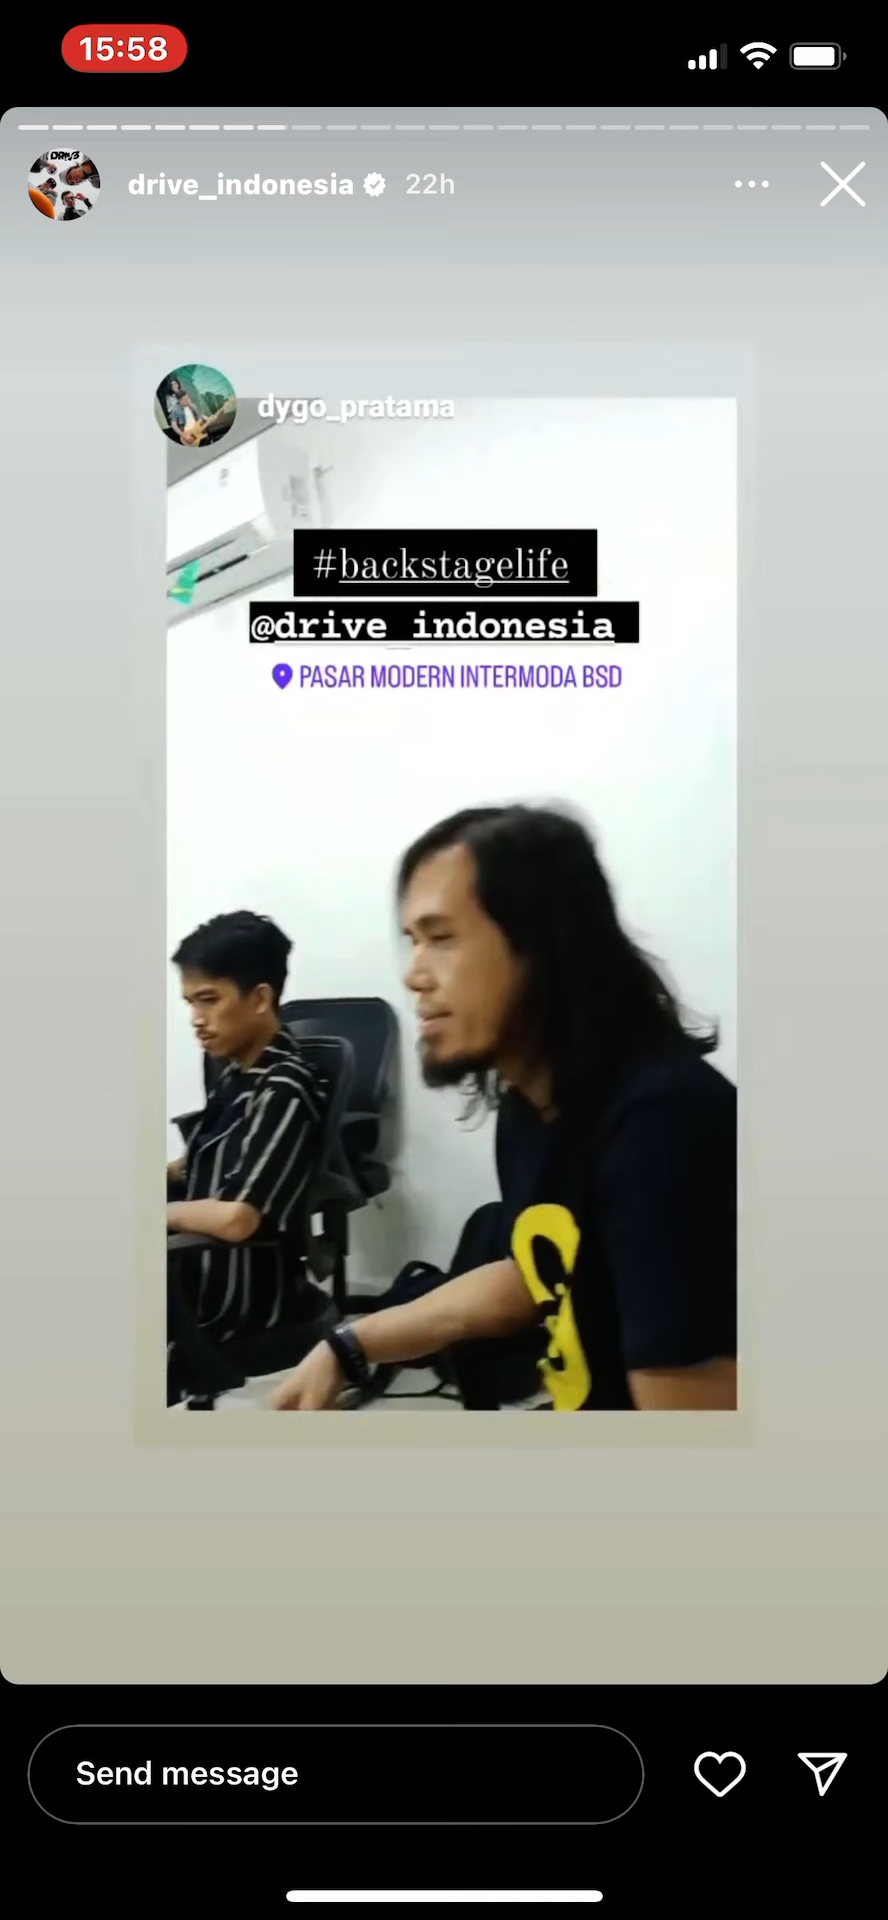 15:58
drive_indonesia 22h
dygo_pratama
#backstagelife
@drive_indonesia
PASAR MODERN INTERMODA BSD
Send message